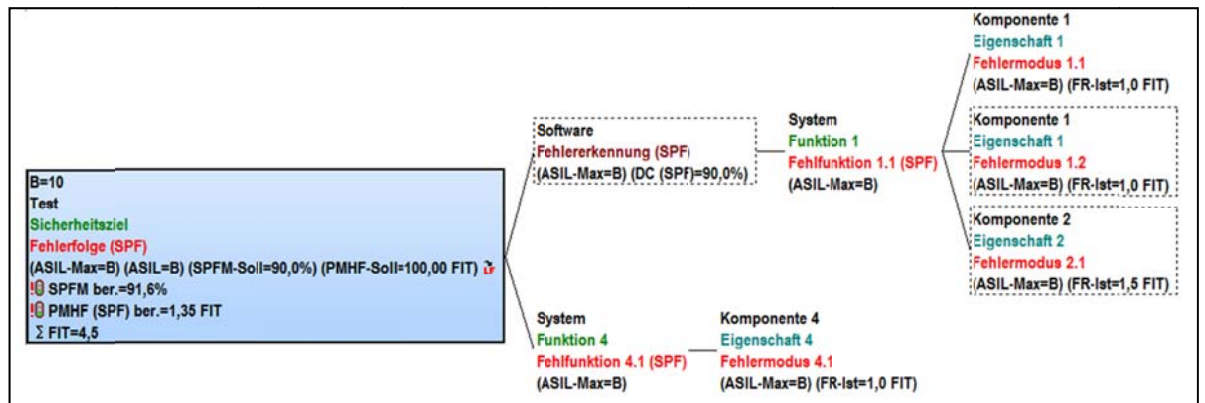 B=10
Test
Sicherheitsziel
Fehlerfolge (SPF)
(ASIL-Max=B) (ASIL=B) (SPFM-Soll=90,0%) (PMHF-Soll=100,00 FIT)
SPFM ber.=91,6%
PMHF (SPF) ber.=1,35 FIT
Σ FIT=4,5
Software
Fehlererkennung (SPF)
(ASIL-Max=B) (DC (SPF)=90,0%)
System
Funktion 1
Fehlfunktion 1.1 (SPF)
(ASIL-Max=B)
Komponente 1
Eigenschaft 1
Fehlermodus 1.1
(ASIL-Max=B) (FR-Ist=1,0 FIT)
Komponente 1
Eigenschaft 1
Fehlermodus 1.2
(ASIL-Max=B) (FR-Ist=1,0 FIT)
Komponente 2
Eigenschaft 2
Fehlermodus 2.1
(ASIL-Max=B) (FR-Ist=1,5 FIT)
System
Funktion 4
Fehlfunktion 4.1 (SPF)
(ASIL-Max=B)
Komponente 4
Eigenschaft 4
Fehlermodus 4.1
(ASIL-Max=B) (FR-Ist=1,0 FIT)